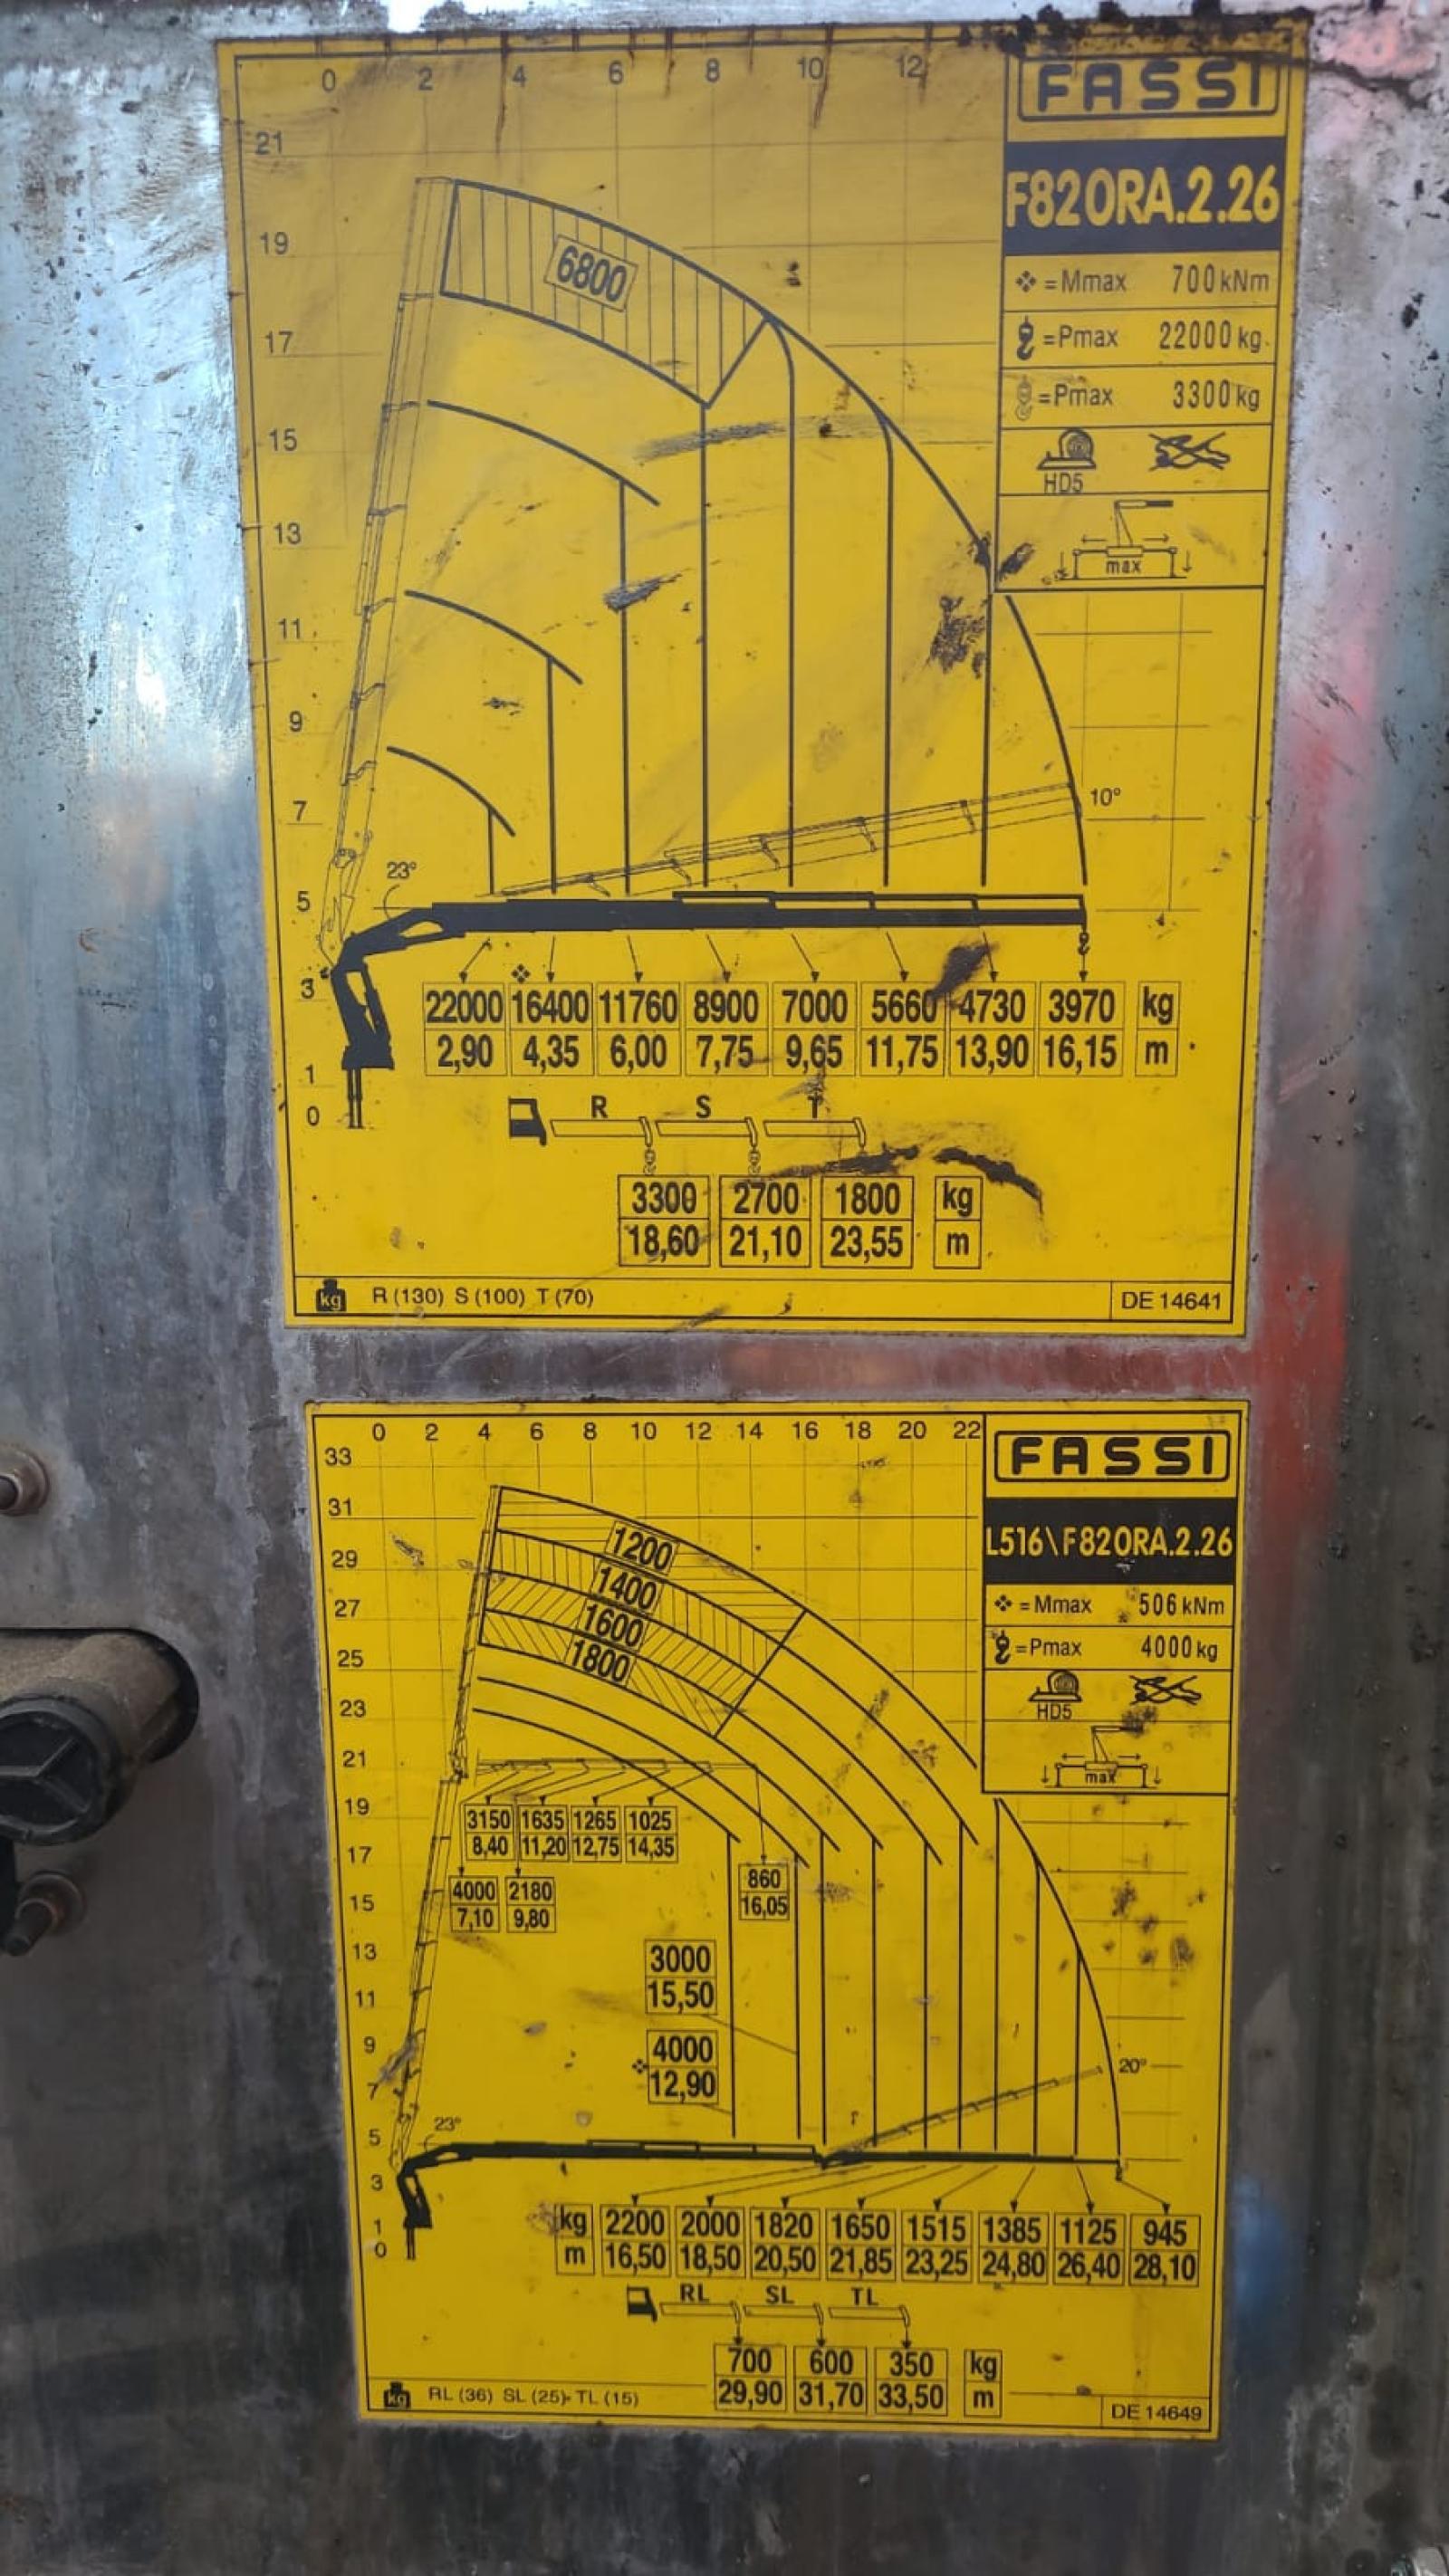 0 2 4 6 8 10 12
FASSI
F820RA.2.26
= Mmax 700 kNm
= Pmax 22000 kg
= Pmax 3300 kg
HD5
max
21
19
17
15
13
11
9
7
5
3
1
0
6800
10°
23°
22000 16400 11760 8900 7000 5660 4730 3970 kg
2,90 4,35 6,00 7,75 9,65 11,75 13,90 16,15 m
R S T
3300 2700 1800 kg
18,60 21,10 23,55 m
kg R (130) S (100) T (70)
DE 14641
0 2 4 6 8 10 12 14 16 18 20 22
FASSI
L516\F820RA.2.26
= Mmax 506 kNm
= Pmax 4000 kg
HD5
max
33
31
29
27
25
23
21
19
17
15
13
11
9
7
5
3
1
0
1200
1400
1600
1800
3150 1635 1265 1025
8,40 11,20 12,75 14,35
4000 2180
7,10 9,80
860
16,05
3000
15,50
4000
12,90
20°
23°
kg 2200 2000 1820 1650 1515 1385 1125 945
m 16,50 18,50 20,50 21,85 23,25 24,80 26,40 28,10
RL SL TL
700 600 350 kg
29,90 31,70 33,50 m
kg RL (36) SL (25) TL (15)
DE 14649